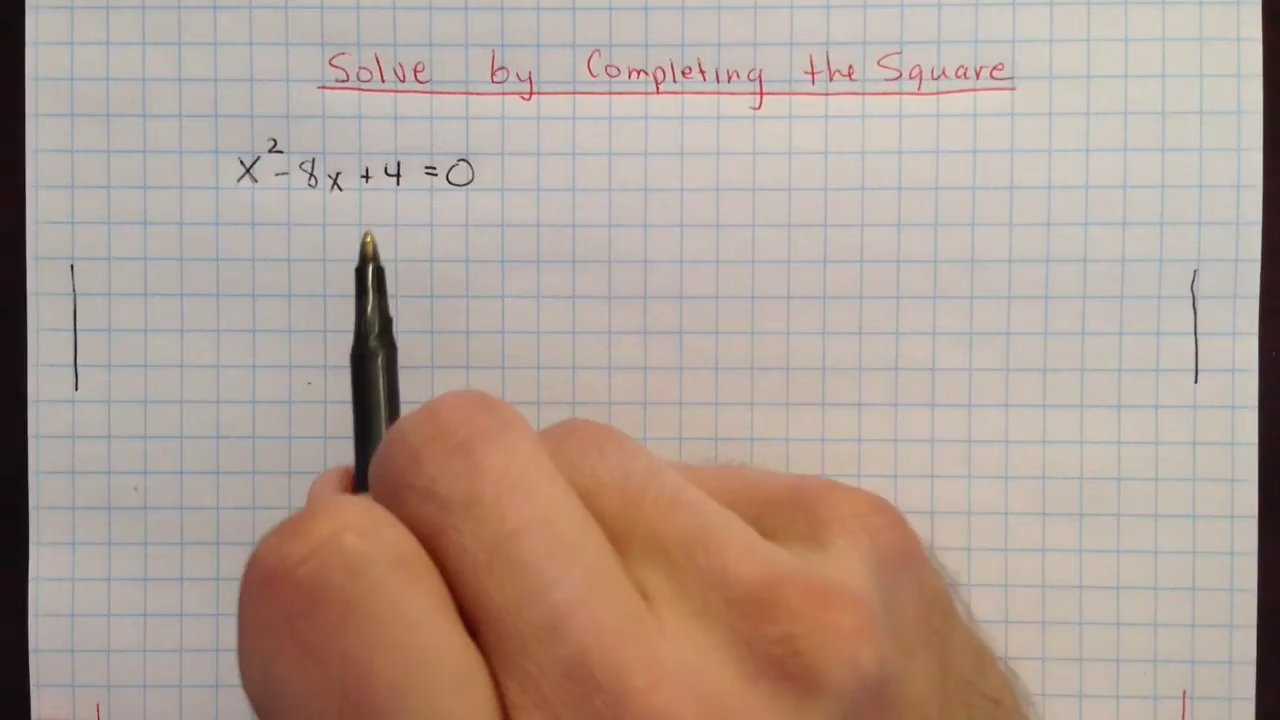 Solve by Completing the Square
x² - 8x + 4 = 0